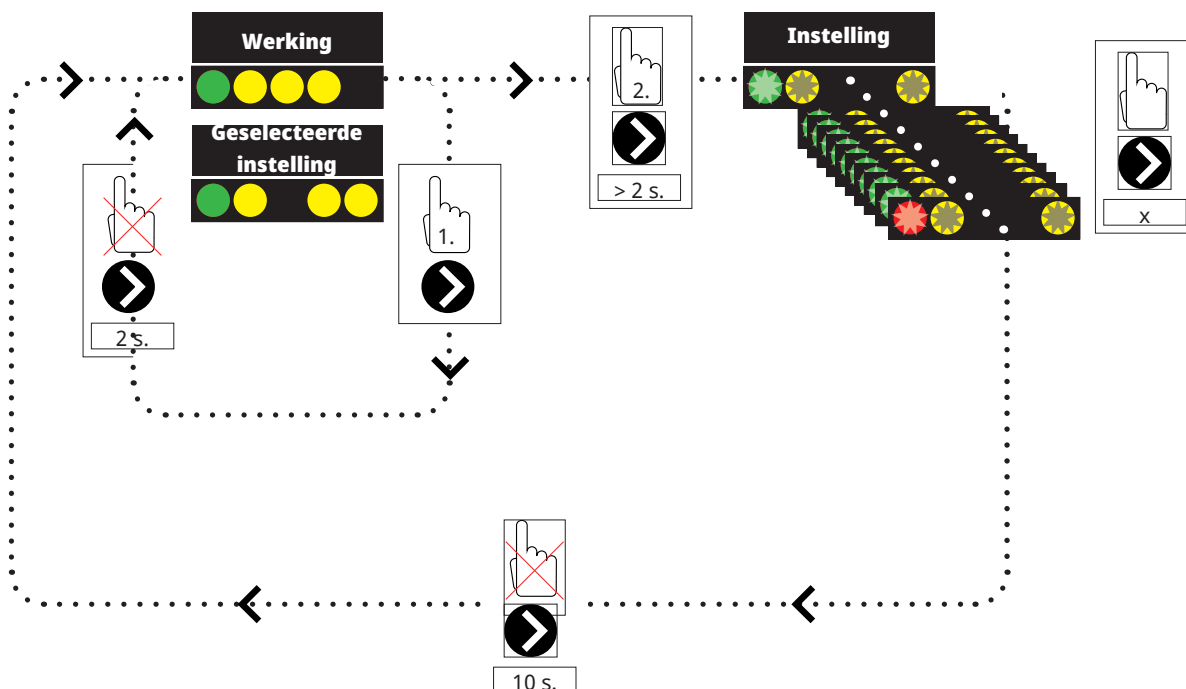 Werking
Instelling
2.
> 2 s.
x
Geselecteerde
instelling
1.
2 s.
10 s.